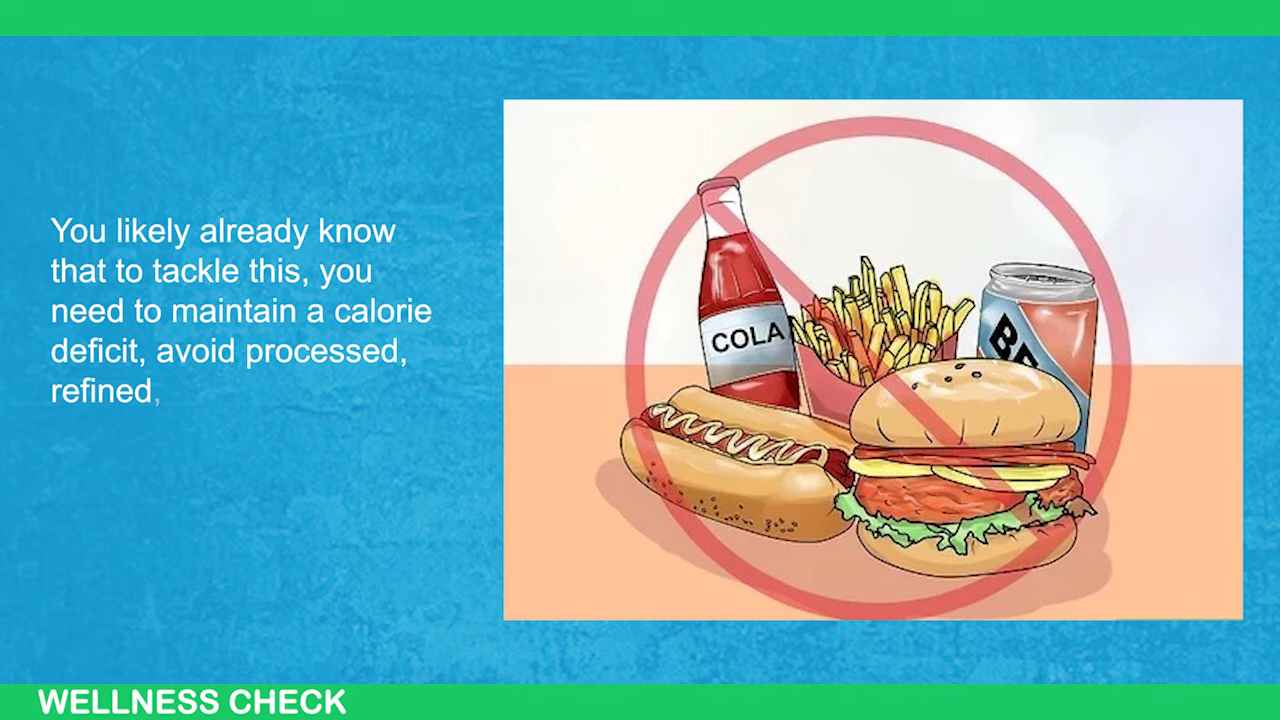 You likely already know
that to tackle this, you
need to maintain a calorie
deficit, avoid processed,
refined,
COLA
BE
WELLNESS CHECK